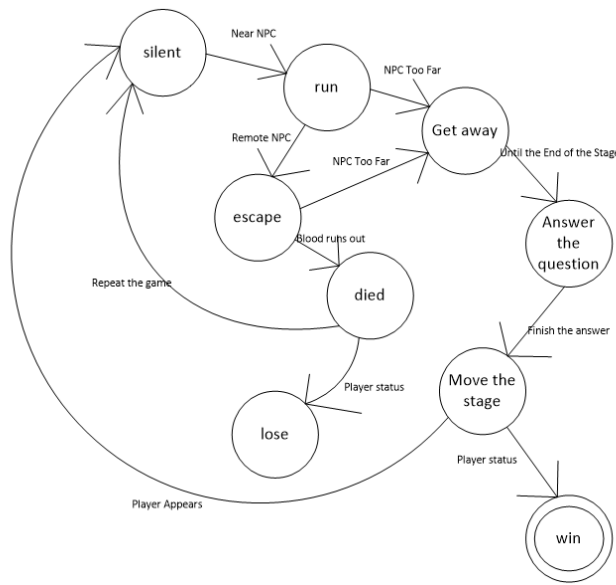 Near NPC
silent
NPC Too Far
run
Get away
Remote NPC
Until the End of the Stage
NPC Too Far
escape
Answer
the
question
Blood runs out
Repeat the game
died
Finish the answer
Player status
Move the
stage
lose
Player status
Player Appears
win